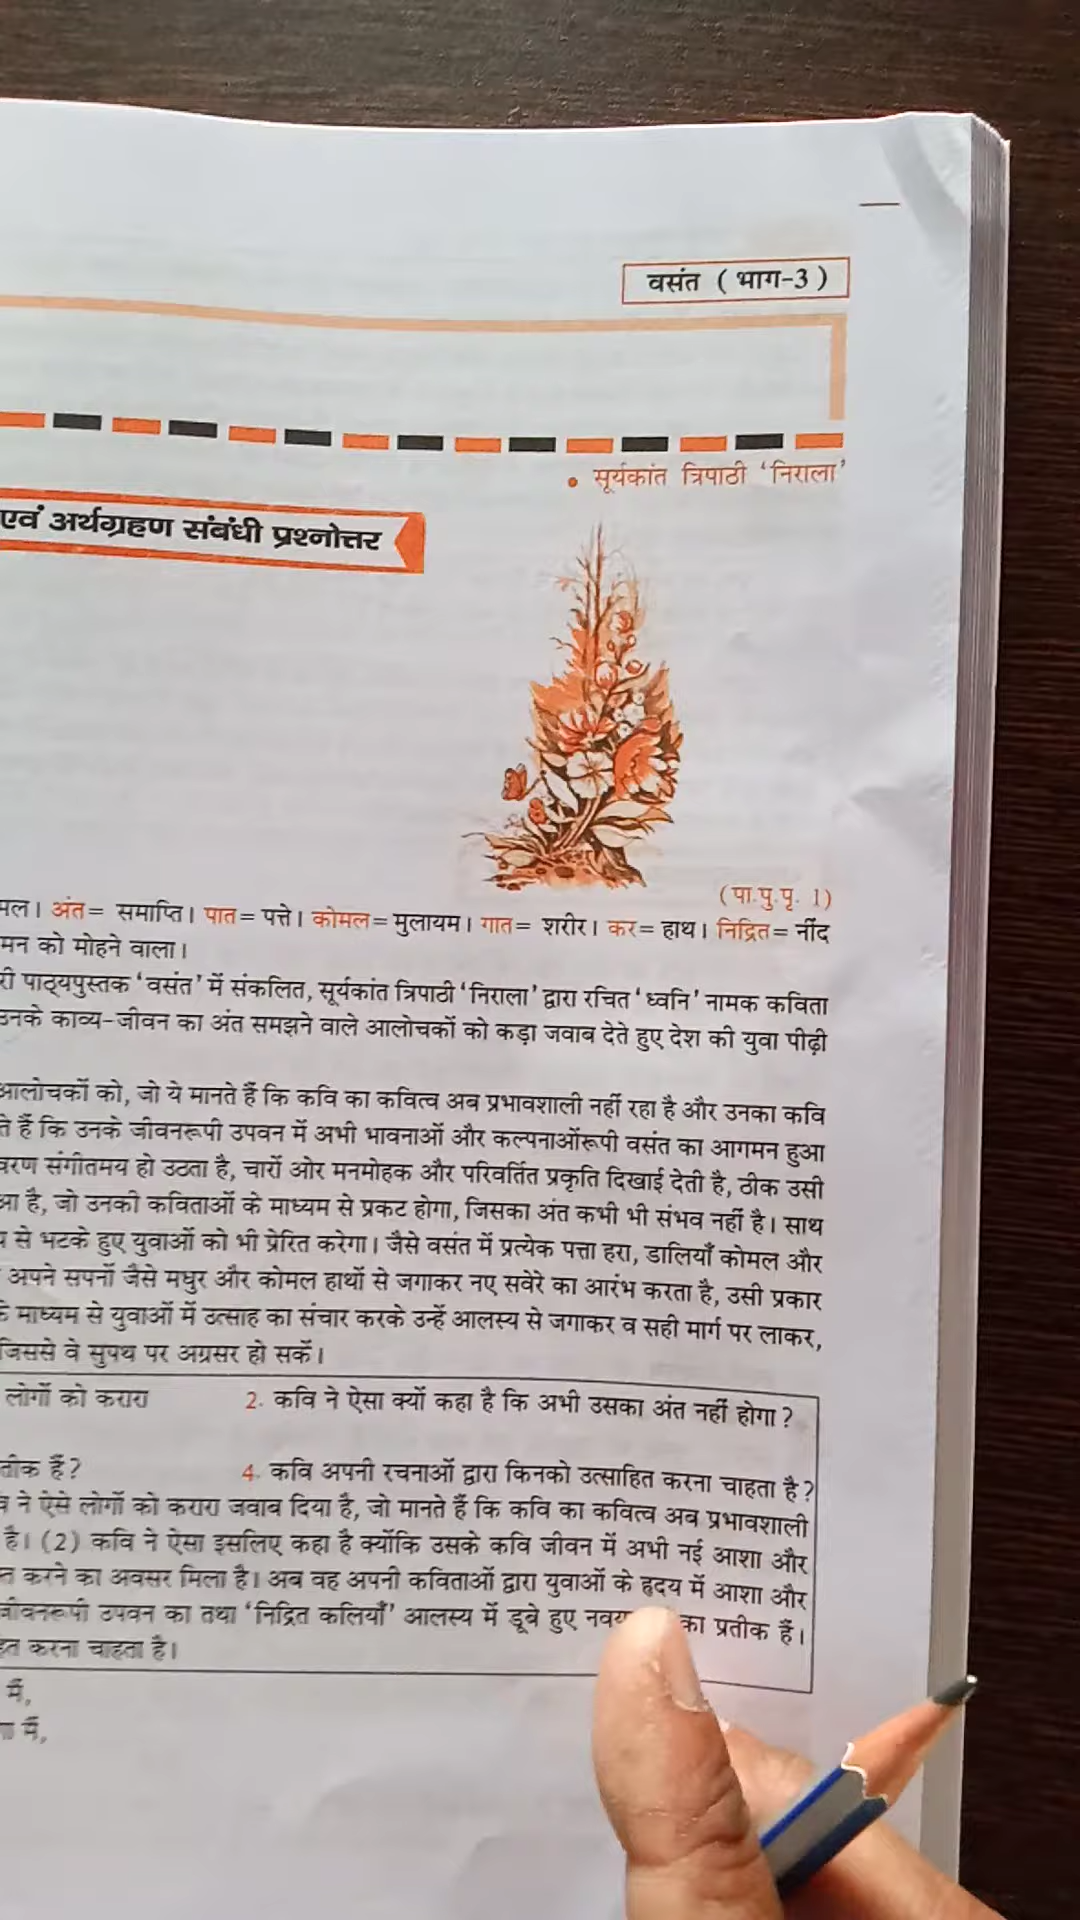 वसंत ( भाग-3 )
• सूर्यकांत त्रिपाठी ‘निराला’
एवं अर्थग्रहण संबंधी प्रश्नोत्तर
(पा.पु.पृ. 1)
मल। अंत= समाप्ति। पात= पत्ते। कोमल= मुलायम। गात= शरीर। कर= हाथ। निद्रित= नींद
मन को मोहने वाला।
री पाठ्यपुस्तक ‘वसंत’ में संकलित, सूर्यकांत त्रिपाठी ‘निराला’ द्वारा रचित ‘ध्वनि’ नामक कविता
उनके काव्य-जीवन का अंत समझने वाले आलोचकों को कड़ा जवाब देते हुए देश की युवा पीढ़ी
आलोचकों को, जो ये मानते हैं कि कवि का कवित्व अब प्रभावशाली नहीं रहा है और उनका कवि
ते हैं कि उनके जीवनरूपी उपवन में अभी भावनाओं और कल्पनाओंरूपी वसंत का आगमन हुआ
वरण संगीतमय हो उठता है, चारों ओर मनमोहक और परिवर्तित प्रकृति दिखाई देती है, ठीक उसी
आ है, जो उनकी कविताओं के माध्यम से प्रकट होगा, जिसका अंत कभी भी संभव नहीं है। साथ
से भटके हुए युवाओं को भी प्रेरित करेगा। जैसे वसंत में प्रत्येक पत्ता हरा, डालियाँ कोमल और
अपने सपनों जैसे मधुर और कोमल हाथों से जगाकर नए सवेरे का आरंभ करता है, उसी प्रकार
के माध्यम से युवाओं में उत्साह का संचार करके उन्हें आलस्य से जगाकर व सही मार्ग पर लाकर,
जिससे वे सुपथ पर अग्रसर हो सकें।
लोगों को करारा 2. कवि ने ऐसा क्यों कहा है कि अभी उसका अंत नहीं होगा?
तीक हैं? 4. कवि अपनी रचनाओं द्वारा किनको उत्साहित करना चाहता है?
ने ऐसे लोगों को करारा जवाब दिया है, जो मानते हैं कि कवि का कवित्व अब प्रभावशाली
है। (2) कवि ने ऐसा इसलिए कहा है क्योंकि उसके कवि जीवन में अभी नई आशा और
त करने का अवसर मिला है। अब वह अपनी कविताओं द्वारा युवाओं के हृदय में आशा और
जीवनरूपी उपवन का तथा ‘निद्रित कलियाँ’ आलस्य में डूबे हुए नवय का प्रतीक हैं।
हत करना चाहता है।
में,
मैं,